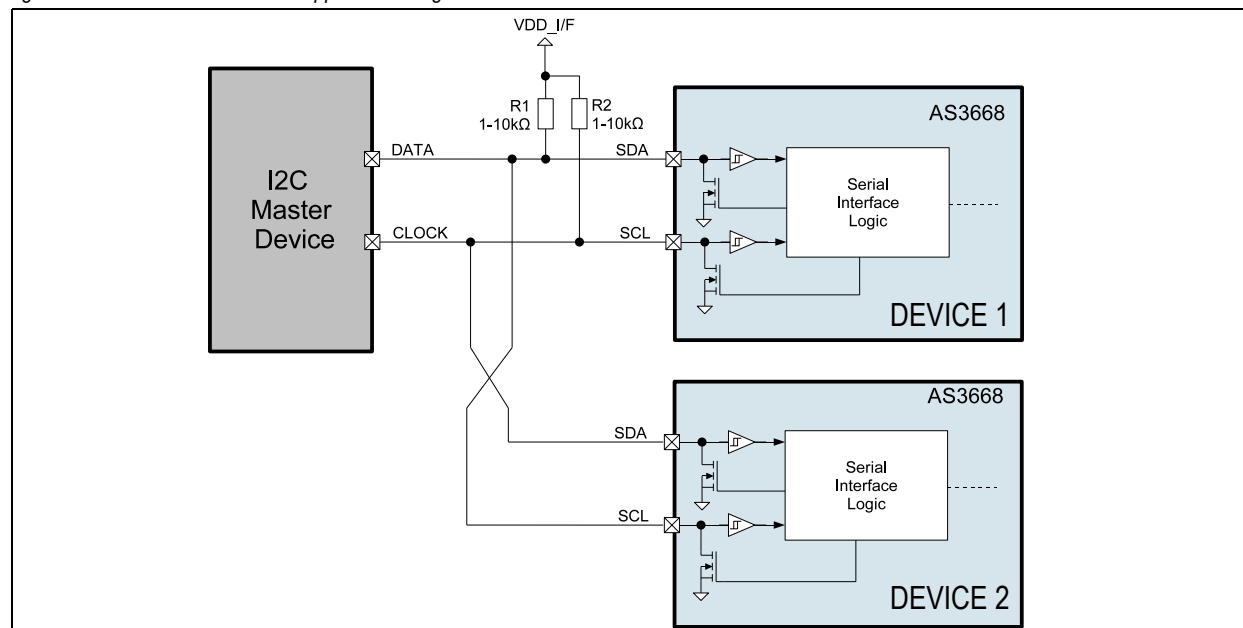 VDD_I/F
R1
1-10kΩ
R2
1-10kΩ
AS3668
DATA
SDA
I2C
Master
Device
Serial
Interface
Logic
CLOCK
SCL
DEVICE 1
AS3668
SDA
Serial
Interface
Logic
SCL
DEVICE 2